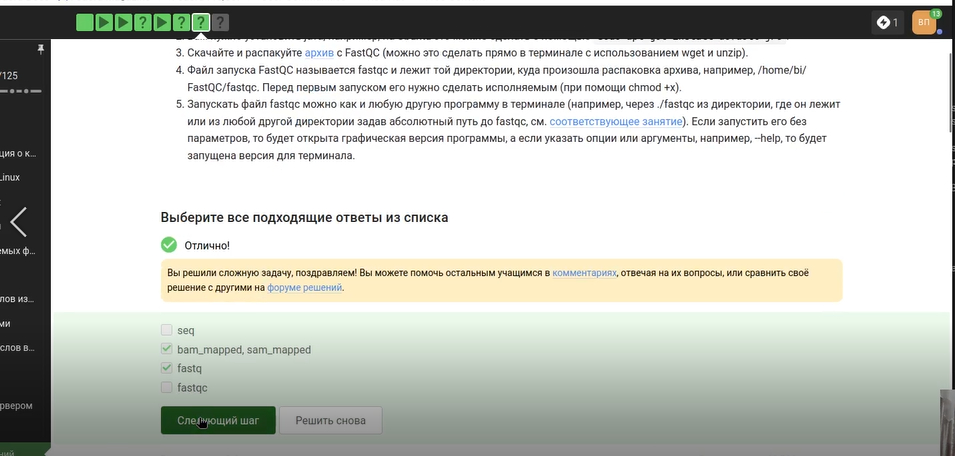 1
13
ВП
/125
3. Скачайте и распакуйте архив с FastQC (можно это сделать прямо в терминале с использованием wget и unzip).
4. Файл запуска FastQC называется fastqc и лежит той директории, куда произошла распаковка архива, например, /home/bi/
FastQC/fastqc. Перед первым запуском его нужно сделать исполняемым (при помощи chmod +x).
5. Запускать файл fastqc можно как и любую другую программу в терминале (например, через ./fastqc из директории, где он лежит
или из любой другой директории задав абсолютный путь до fastqc, см. соответствующее занятие). Если запустить его без
параметров, то будет открыта графическая версия программы, а если указать опции или аргументы, например, --help, то будет
запущена версия для терминала.
ция о к...
Linux
емых ф...
лов из...
ми
слов в...
рвером
ний
Выберите все подходящие ответы из списка
Отлично!
Вы решили сложную задачу, поздравляем! Вы можете помочь остальным учащимся в комментариях, отвечая на их вопросы, или сравнить своё
решение с другими на форуме решений.
seq
bam_mapped, sam_mapped
fastq
fastqc
Следующий шаг
Решить снова